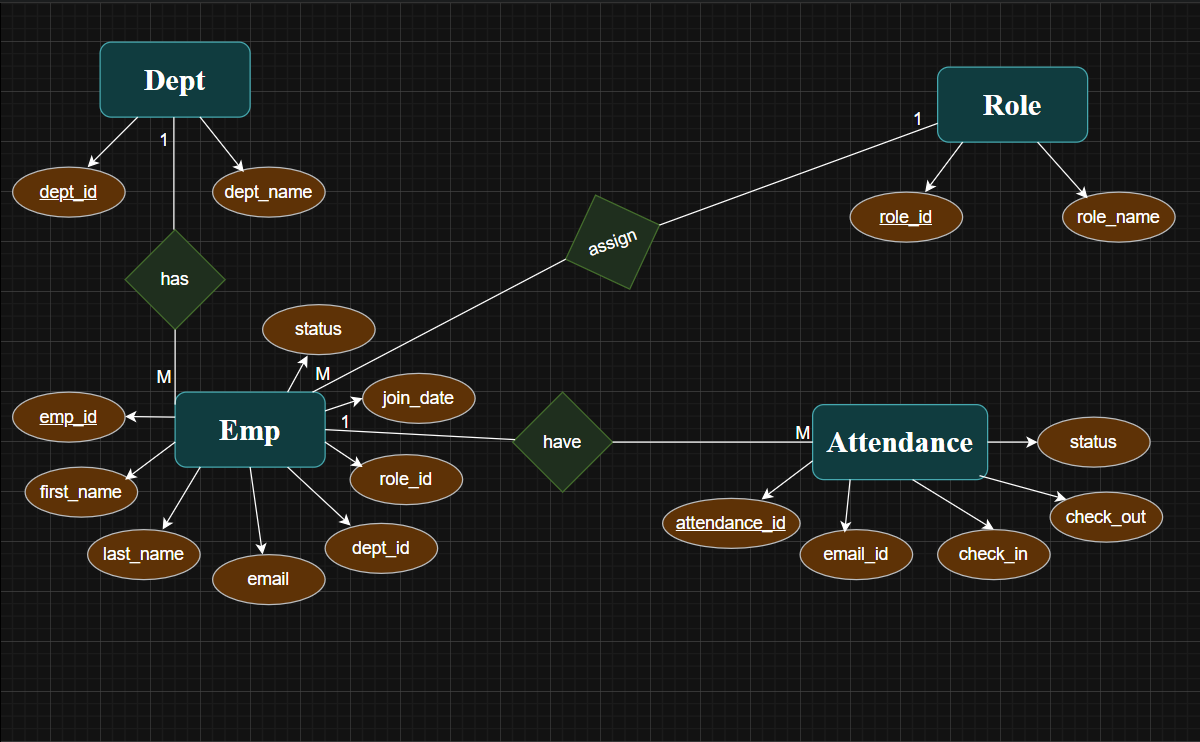 Dept
Role
1
1
dept_id
dept_name
role_id
role_name
assign
has
status
M
M
join_date
emp_id
Emp
1
have
M
Attendance
status
first_name
role_id
attendance_id
check_out
last_name
dept_id
email_id
check_in
email